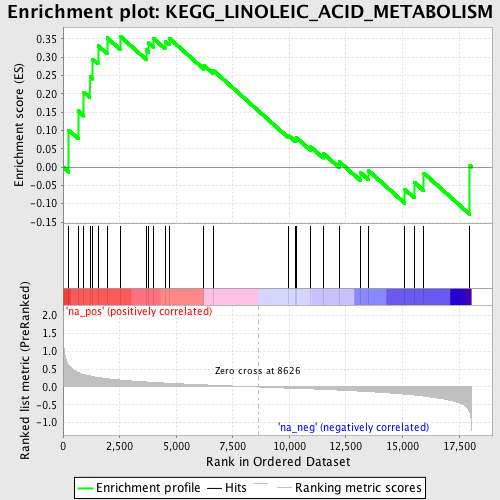 Enrichment plot: KEGG_LINOLEIC_ACID_METABOLISM
Enrichment score (ES)
0.35
0.30
0.25
0.20
0.15
0.10
0.05
0.00
-0.05
-0.10
-0.15
'na_pos' (positively correlated)
Ranked list metric (PreRanked)
2.0
1.5
1.0
0.5
0.0
-0.5
-1.0
Zero cross at 8626
'na_neg' (negatively correlated)
0 2,500 5,000 7,500 10,000 12,500 15,000 17,500
Rank in Ordered Dataset
Enrichment profile Hits Ranking metric scores